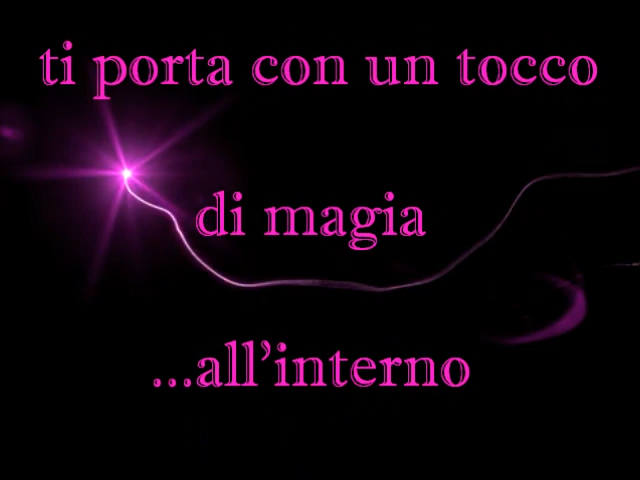 ti porta con un tocco
di magia
...all'interno